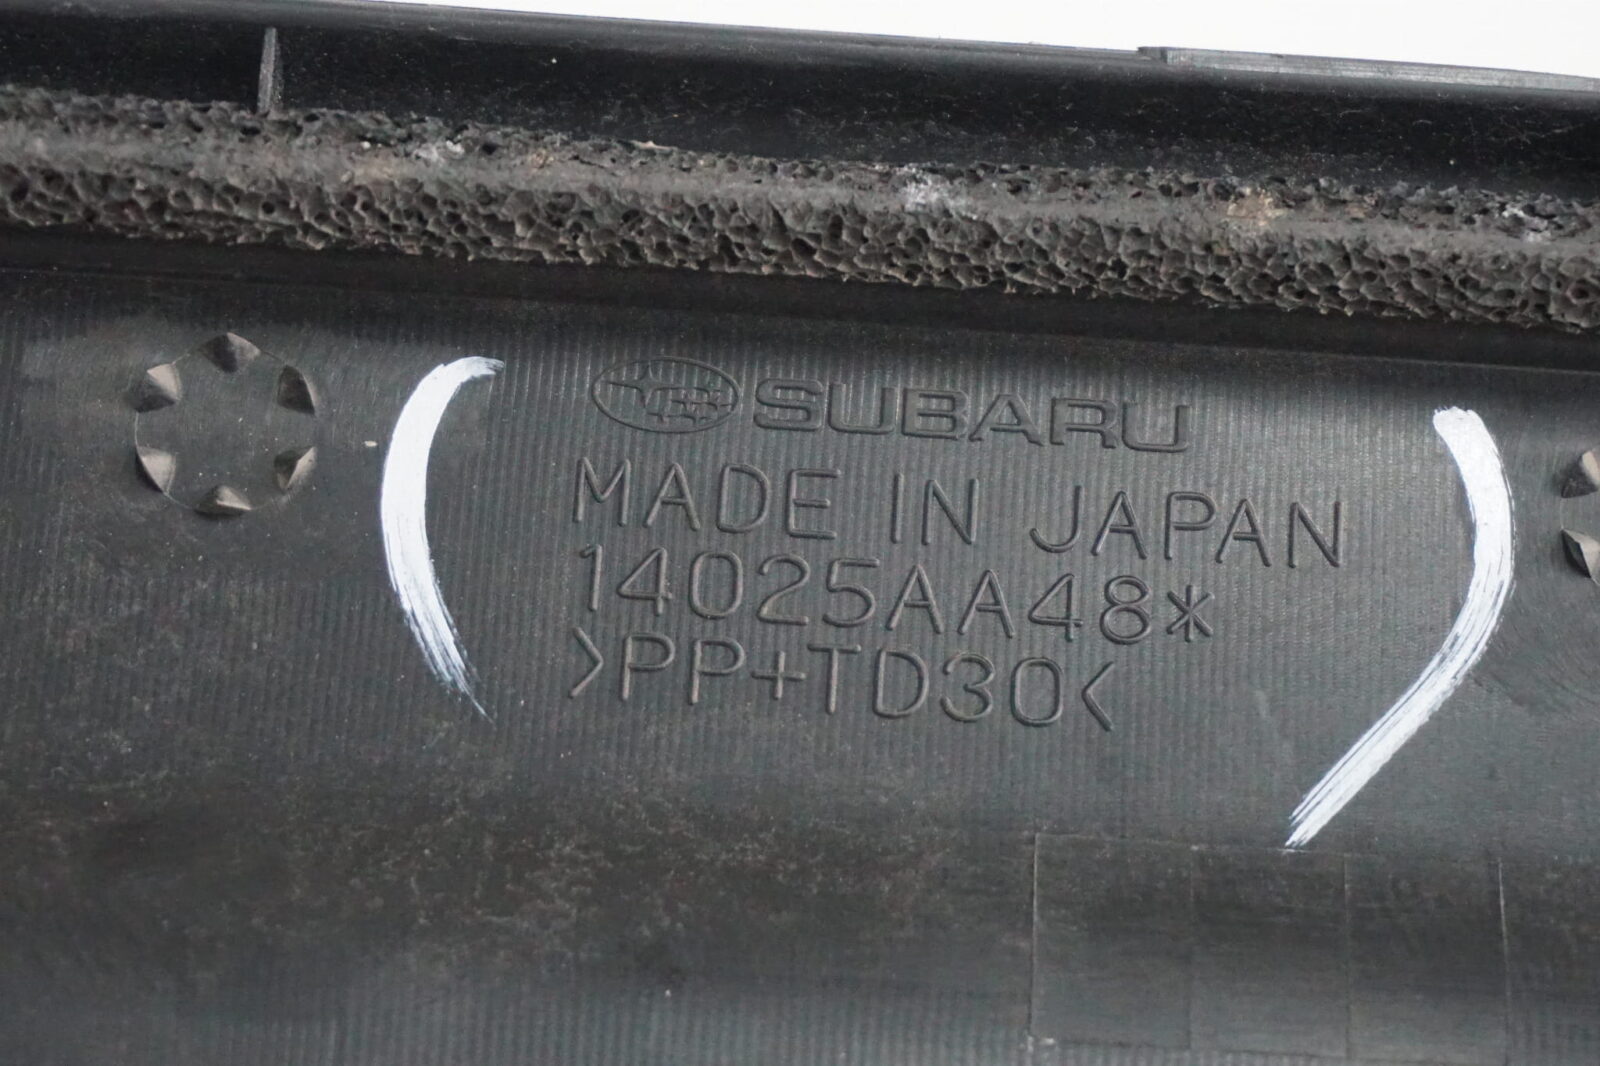 SUBARU
MADE IN JAPAN
14025AA48*
>PP+TD30<